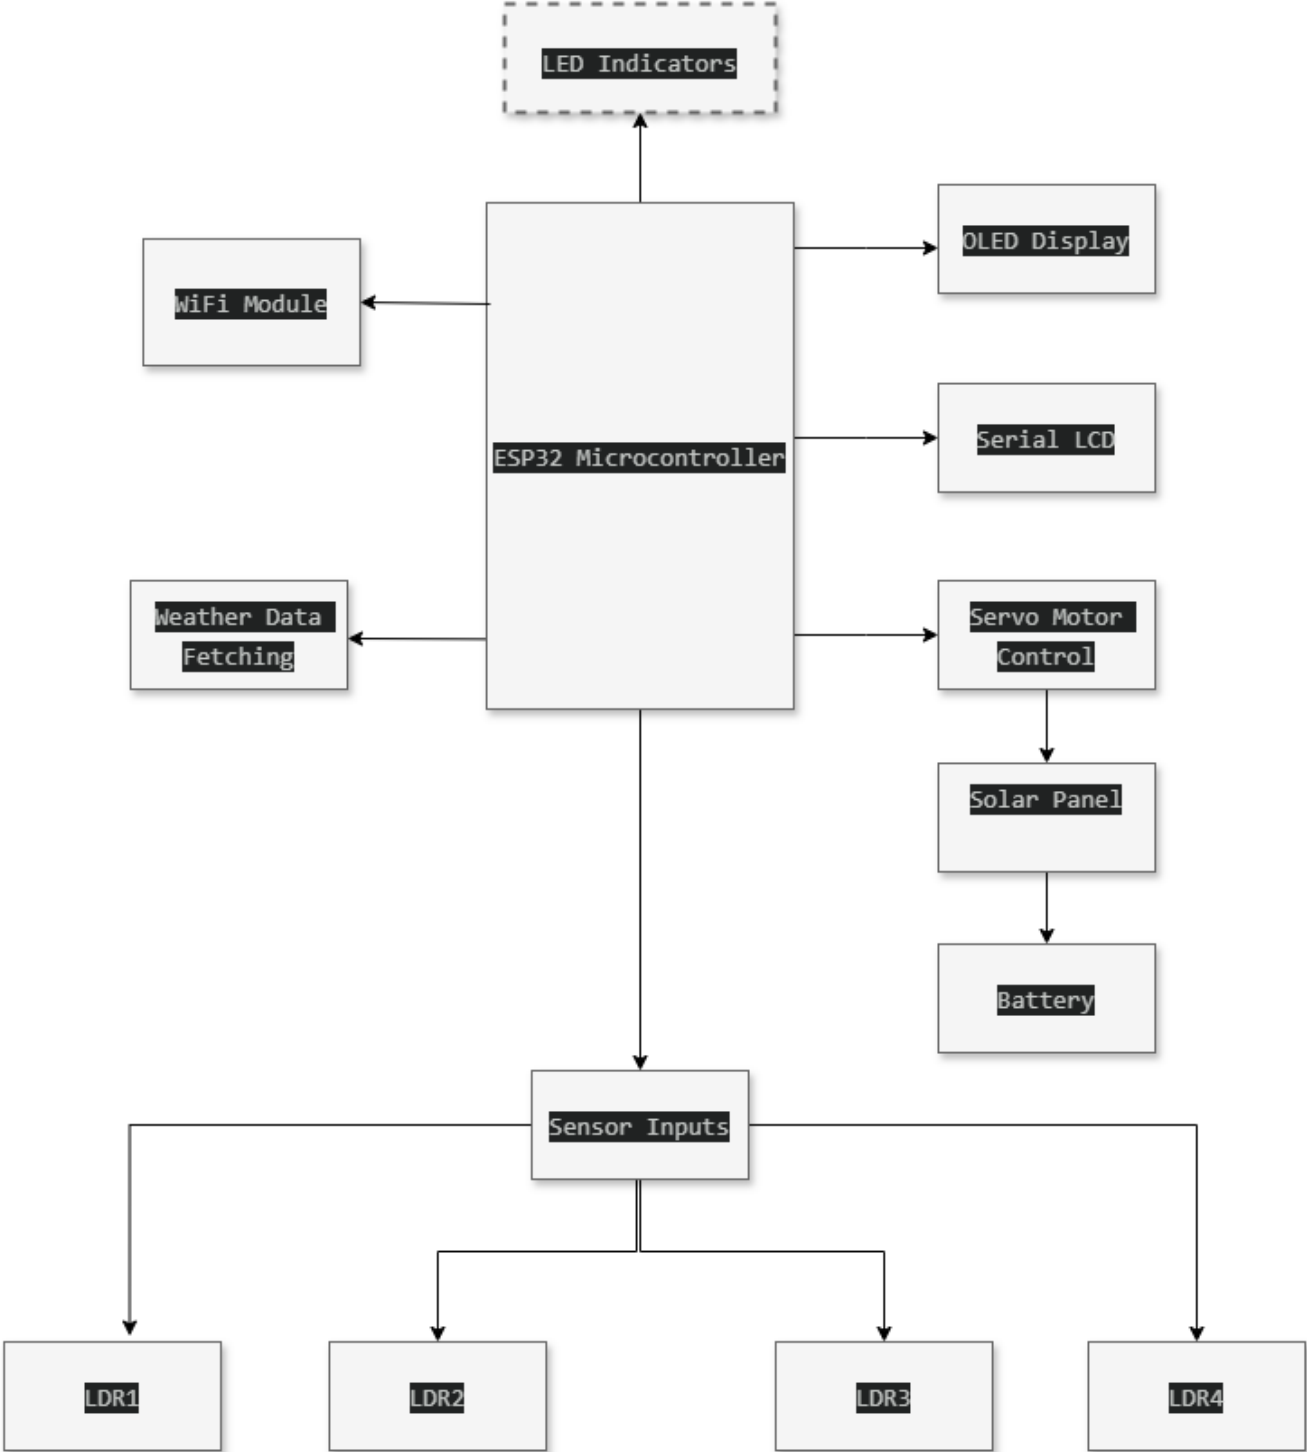 LED Indicators
OLED Display
WiFi Module
Serial LCD
ESP32 Microcontroller
Weather Data
Fetching
Servo Motor
Control
Solar Panel
Battery
Sensor Inputs
LDR1
LDR2
LDR3
LDR4